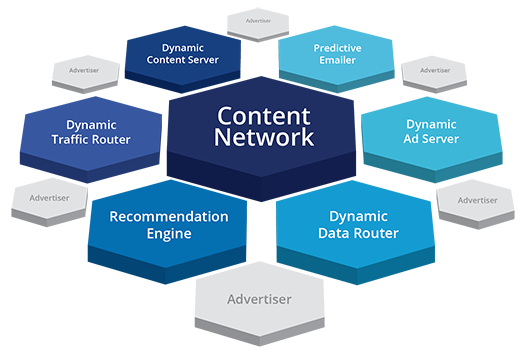 Advertiser
Dynamic
Content Server
Predictive
Emailer
Advertiser
Advertiser
Content
Network
Dynamic
Traffic Router
Dynamic
Ad Server
Advertiser
Advertiser
Recommendation
Engine
Dynamic
Data Router
Advertiser